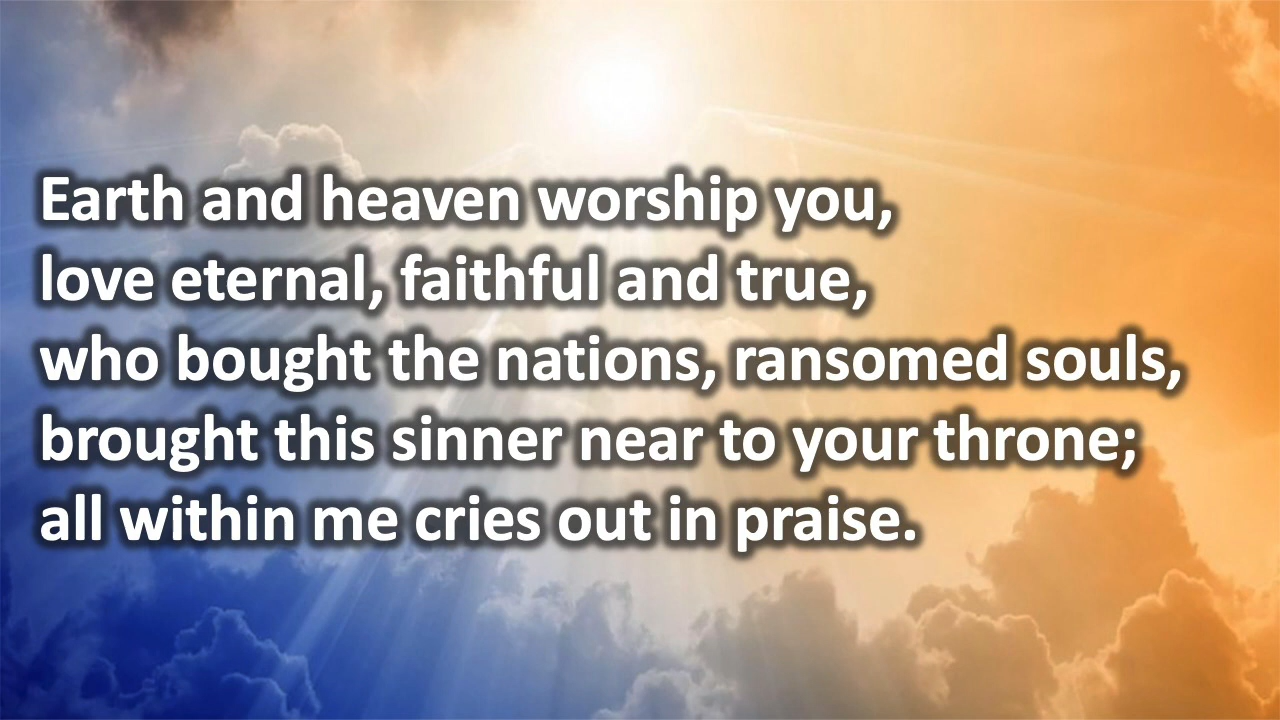 Earth and heaven worship you,
love eternal, faithful and true,
who bought the nations, ransomed souls,
brought this sinner near to your throne;
all within me cries out in praise.